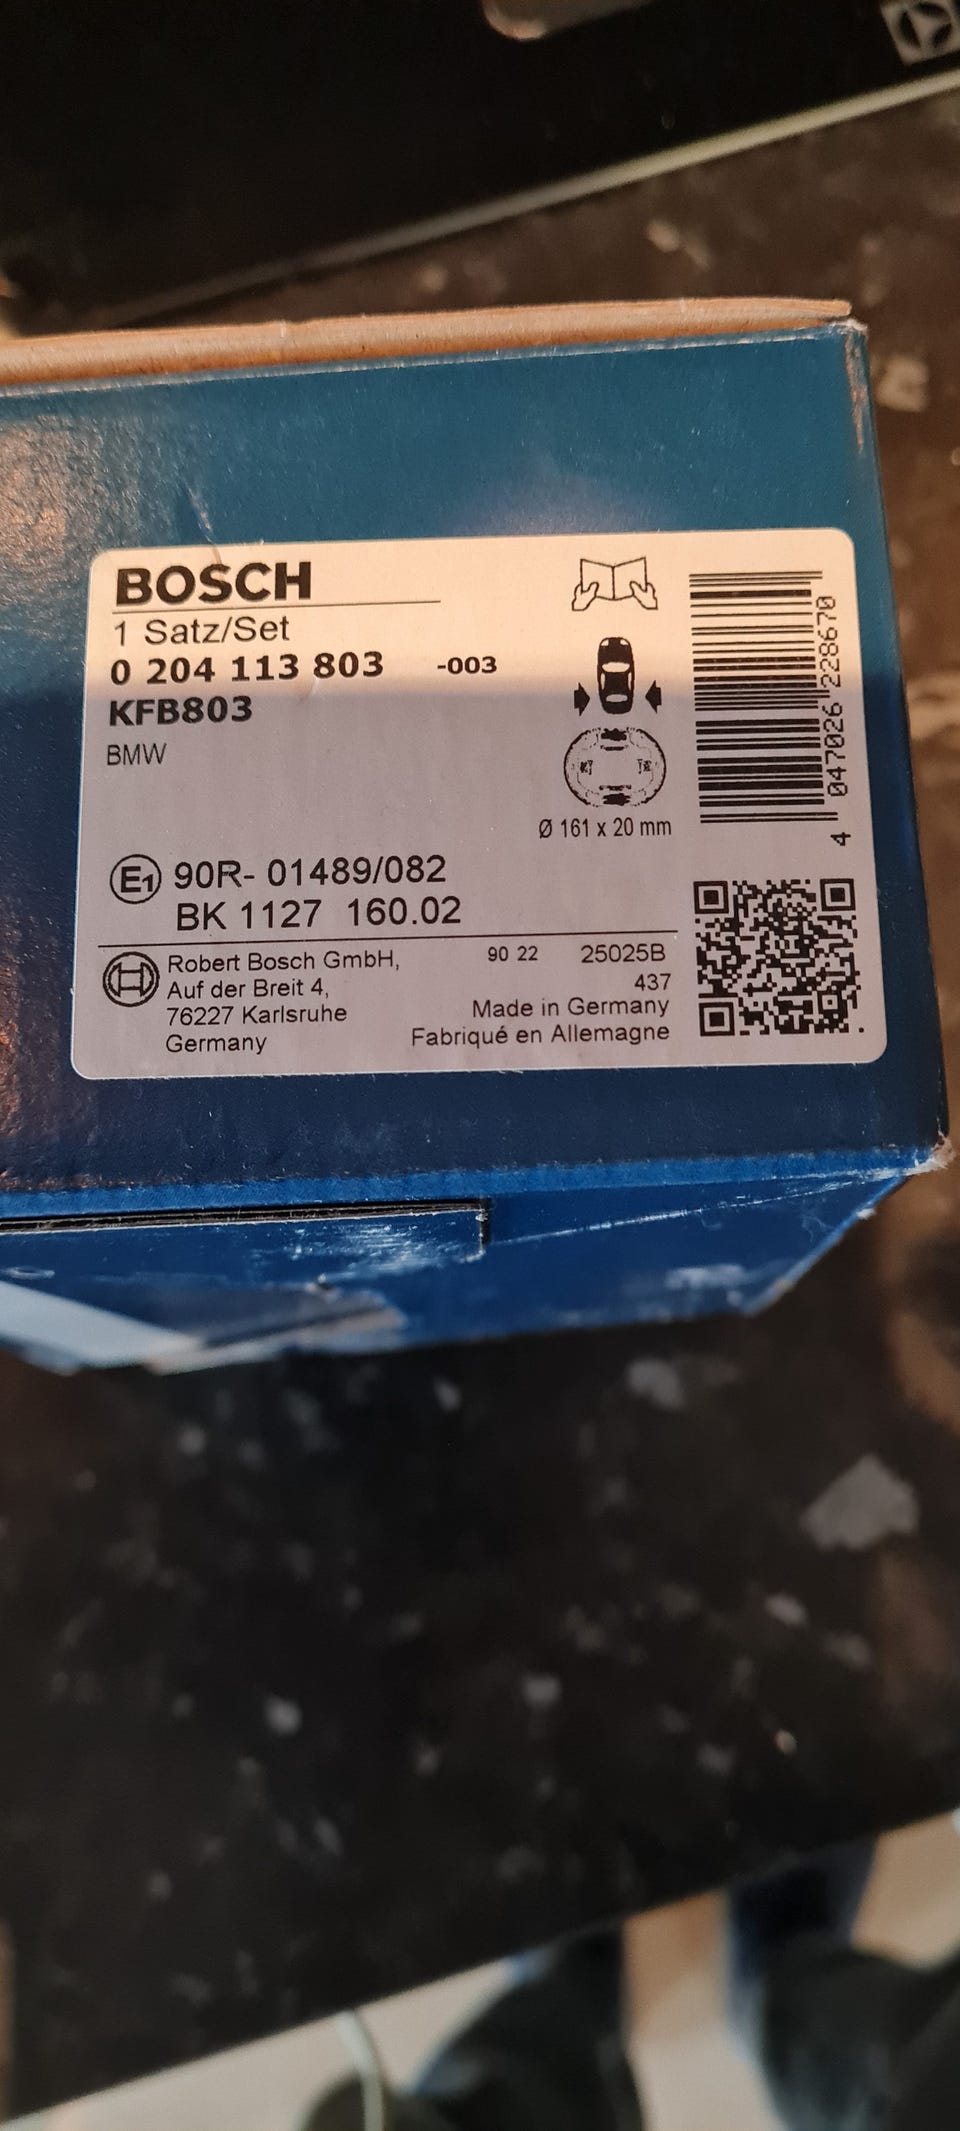 BOSCH
1 Satz/Set
0 204 113 803 -003
KFB803
BMW
Ø 161 x 20 mm
E1 90R- 01489/082
BK 1127 160.02
Robert Bosch GmbH,
Auf der Breit 4,
76227 Karlsruhe
Germany
90 22 25025B
437
Made in Germany
Fabriqué en Allemagne
4 047026 228670